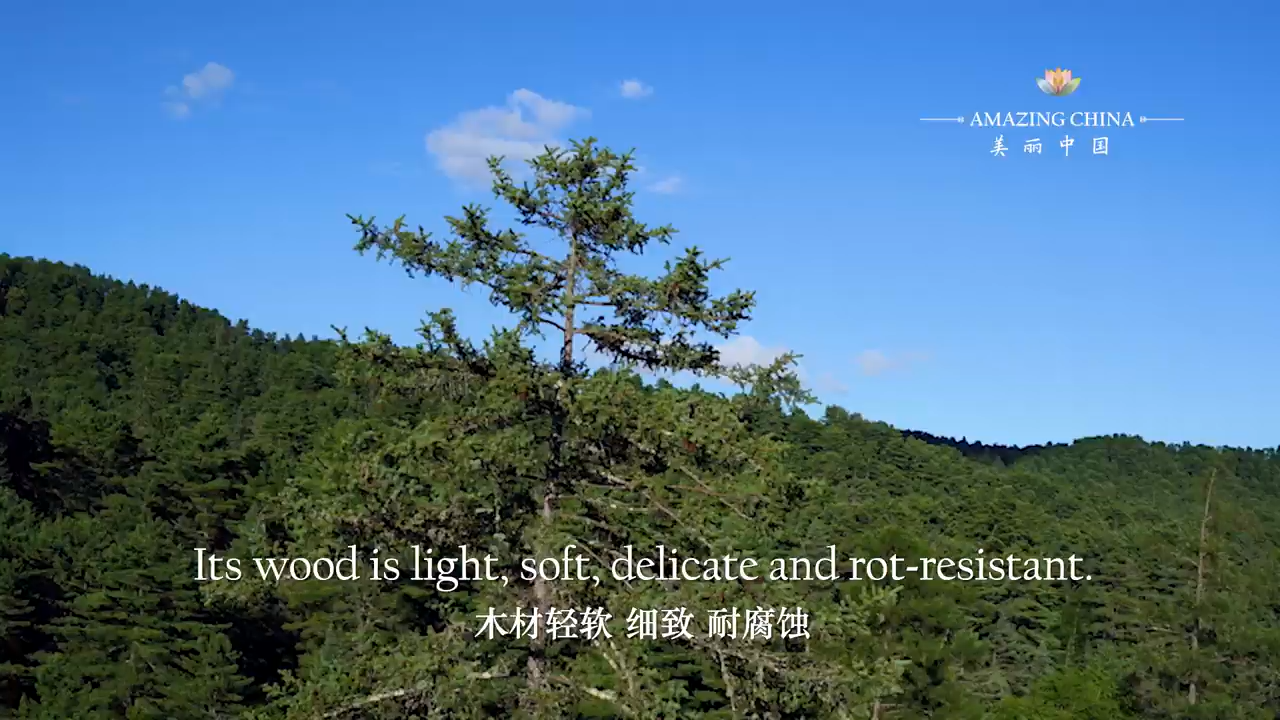 AMAZING CHINA
美丽中国
Its wood is light, soft, delicate and rot-resistant.
木材轻软 细致 耐腐蚀